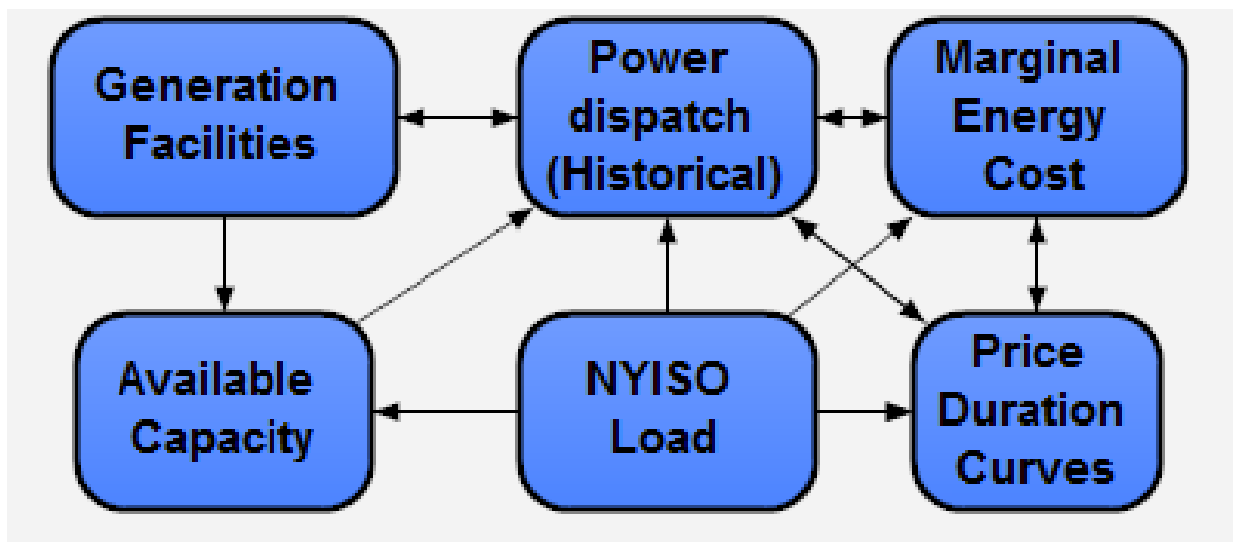 Generation
Facilities
Power
dispatch
(Historical)
Marginal
Energy
Cost
Available
Capacity
NYISO
Load
Price
Duration
Curves